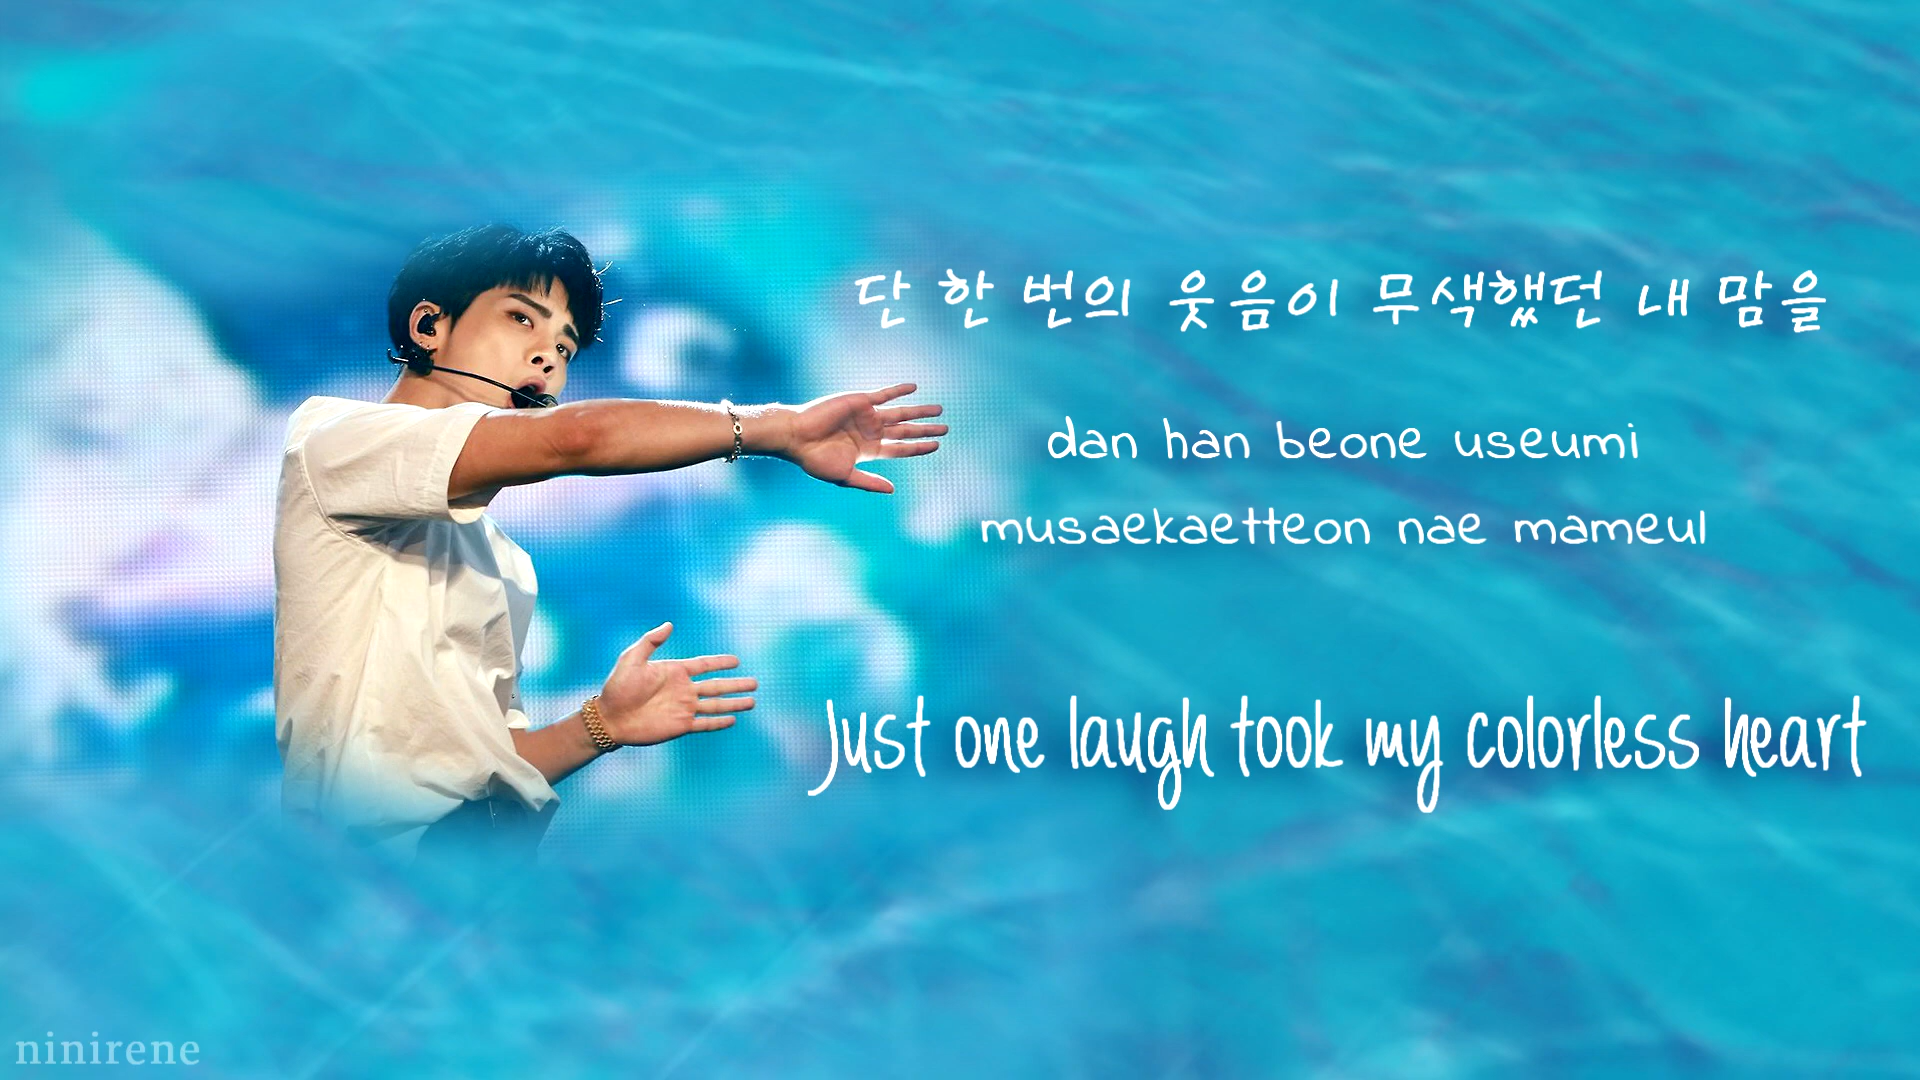 단 한 번의 웃음이 무색했던 내 맘을
dan han beone useumi
musaekaetteon nae mameul
Just one laugh took my colorless heart
ninirene